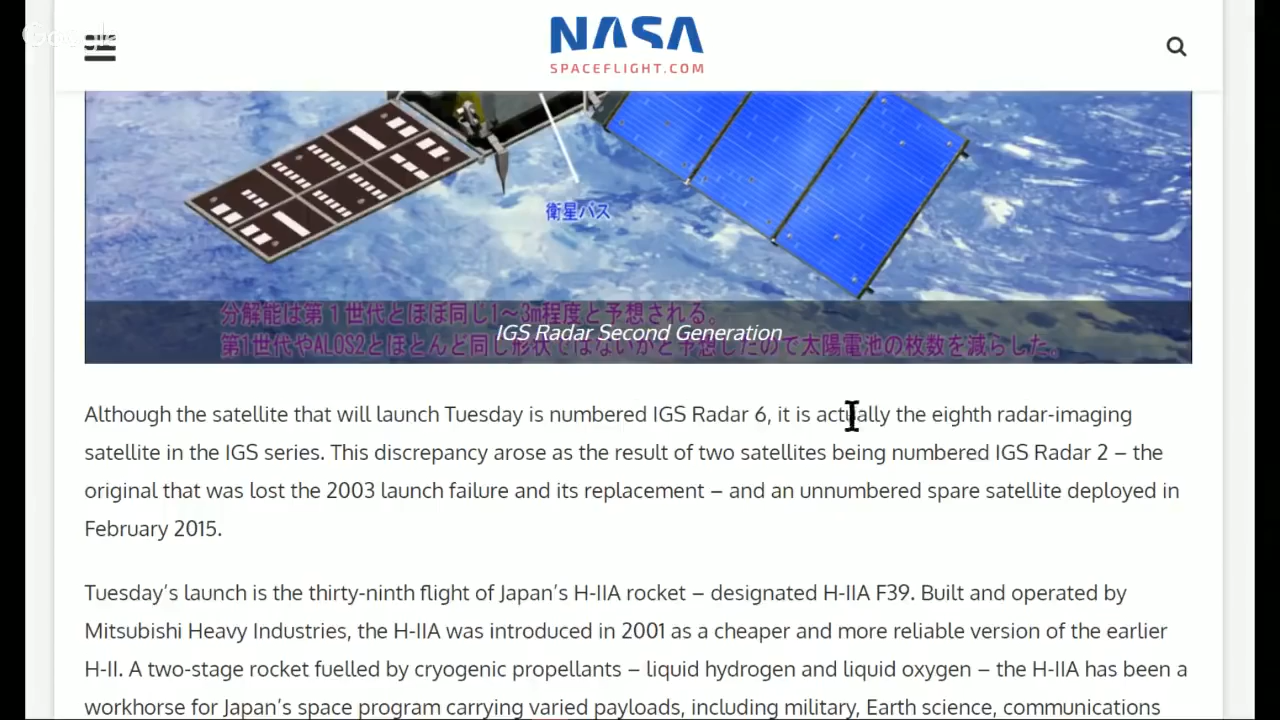 Google
NASA
SPACEFLIGHT.COM
衛星バス
分解能は第1世代とほぼ同じ1~3m程度と予想される。
IGS Radar Second Generation
第1世代やALOS2とほとんど同じ形状ではないかと予想したので太陽電池の枚数を減らした。
Although the satellite that will launch Tuesday is numbered IGS Radar 6, it is actually the eighth radar-imaging
satellite in the IGS series. This discrepancy arose as the result of two satellites being numbered IGS Radar 2 – the
original that was lost the 2003 launch failure and its replacement – and an unnumbered spare satellite deployed in
February 2015.
Tuesday’s launch is the thirty-ninth flight of Japan’s H-IIA rocket – designated H-IIA F39. Built and operated by
Mitsubishi Heavy Industries, the H-IIA was introduced in 2001 as a cheaper and more reliable version of the earlier
H-II. A two-stage rocket fuelled by cryogenic propellants – liquid hydrogen and liquid oxygen – the H-IIA has been a
workhorse for Japan’s space program carrying varied payloads, including military, Earth science, communications